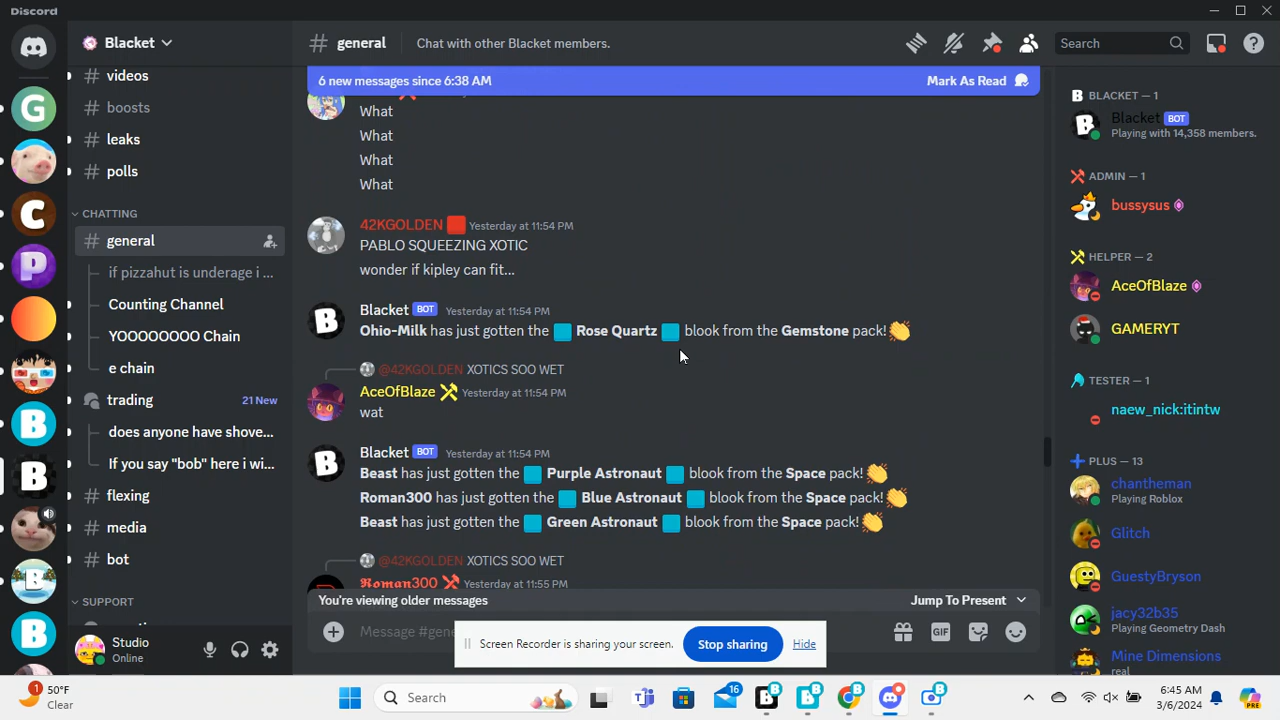 Discord
Blacket
videos
boosts
leaks
polls
CHATTING
general
if pizzahut is underage i ...
Counting Channel
YOOOOOOOO Chain
e chain
trading
21 New
does anyone have shove...
If you say "bob" here i wi...
flexing
media
bot
SUPPORT
Studio
Online
# general
Chat with other Blacket members.
Search
6 new messages since 6:38 AM
Mark As Read
What
What
What
What
42KGOLDEN Yesterday at 11:54 PM
PABLO SQUEEZING XOTIC
wonder if kipley can fit...
Blacket BOT Yesterday at 11:54 PM
Ohio-Milk has just gotten the Rose Quartz blook from the Gemstone pack!
@42KGOLDEN XOTICS SOO WET
AceOfBlaze Yesterday at 11:54 PM
wat
Blacket BOT Yesterday at 11:54 PM
Beast has just gotten the Purple Astronaut blook from the Space pack!
Roman300 has just gotten the Blue Astronaut blook from the Space pack!
Beast has just gotten the Green Astronaut blook from the Space pack!
@42KGOLDEN XOTICS SOO WET
Roman300 Yesterday at 11:55 PM
You're viewing older messages
Jump To Present
Message #gene
Screen Recorder is sharing your screen.
Stop sharing
Hide
GIF
BLACKET — 1
Blacket BOT
Playing with 14,358 members.
ADMIN — 1
bussysus
HELPER — 2
AceOfBlaze
GAMERYT
TESTER — 1
naew_nick:itintw
PLUS — 13
chantheman
Playing Roblox
Glitch
GuestyBryson
jacy32b35
Playing Geometry Dash
Mine Dimensions
real
1
50°F
Clear
Search
16
6:45 AM
3/6/2024